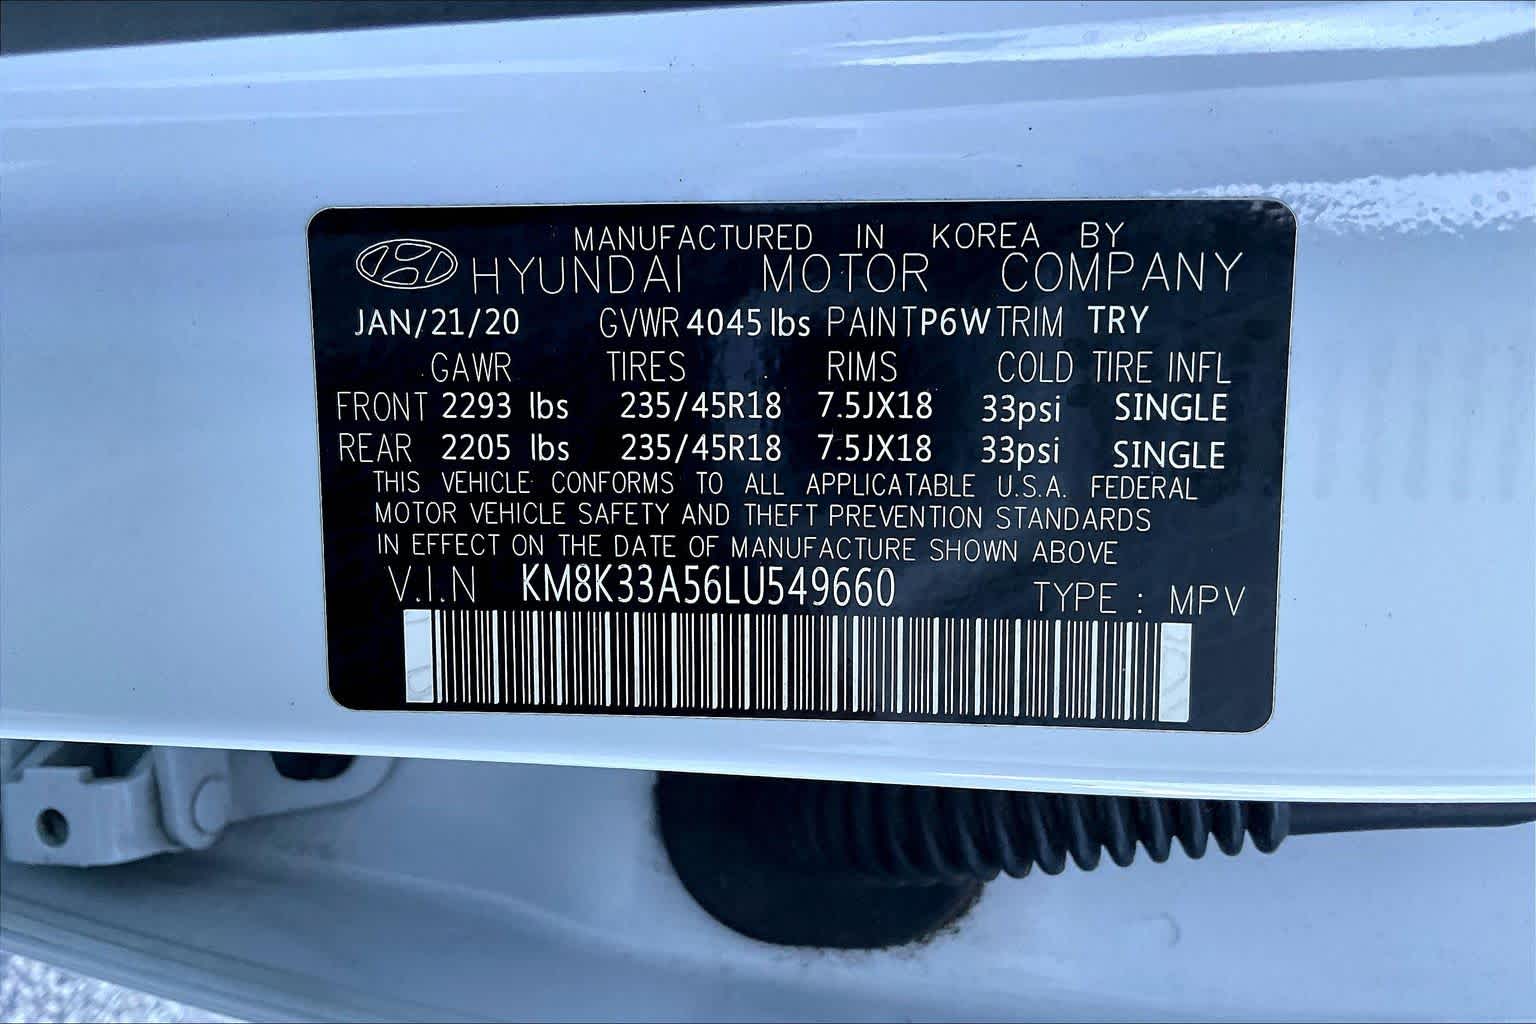 MANUFACTURED IN KOREA BY
HYUNDAI MOTOR COMPANY
JAN/21/20 GVWR 4045 lbs PAINT P6W TRIM TRY
GAWR TIRES RIMS COLD TIRE INFL
FRONT 2293 lbs 235/45R18 7.5JX18 33psi SINGLE
REAR 2205 lbs 235/45R18 7.5JX18 33psi SINGLE
THIS VEHICLE CONFORMS TO ALL APPLICATABLE U.S.A. FEDERAL
MOTOR VEHICLE SAFETY AND THEFT PREVENTION STANDARDS
IN EFFECT ON THE DATE OF MANUFACTURE SHOWN ABOVE
V.I.N KM8K33A56LU549660 TYPE : MPV